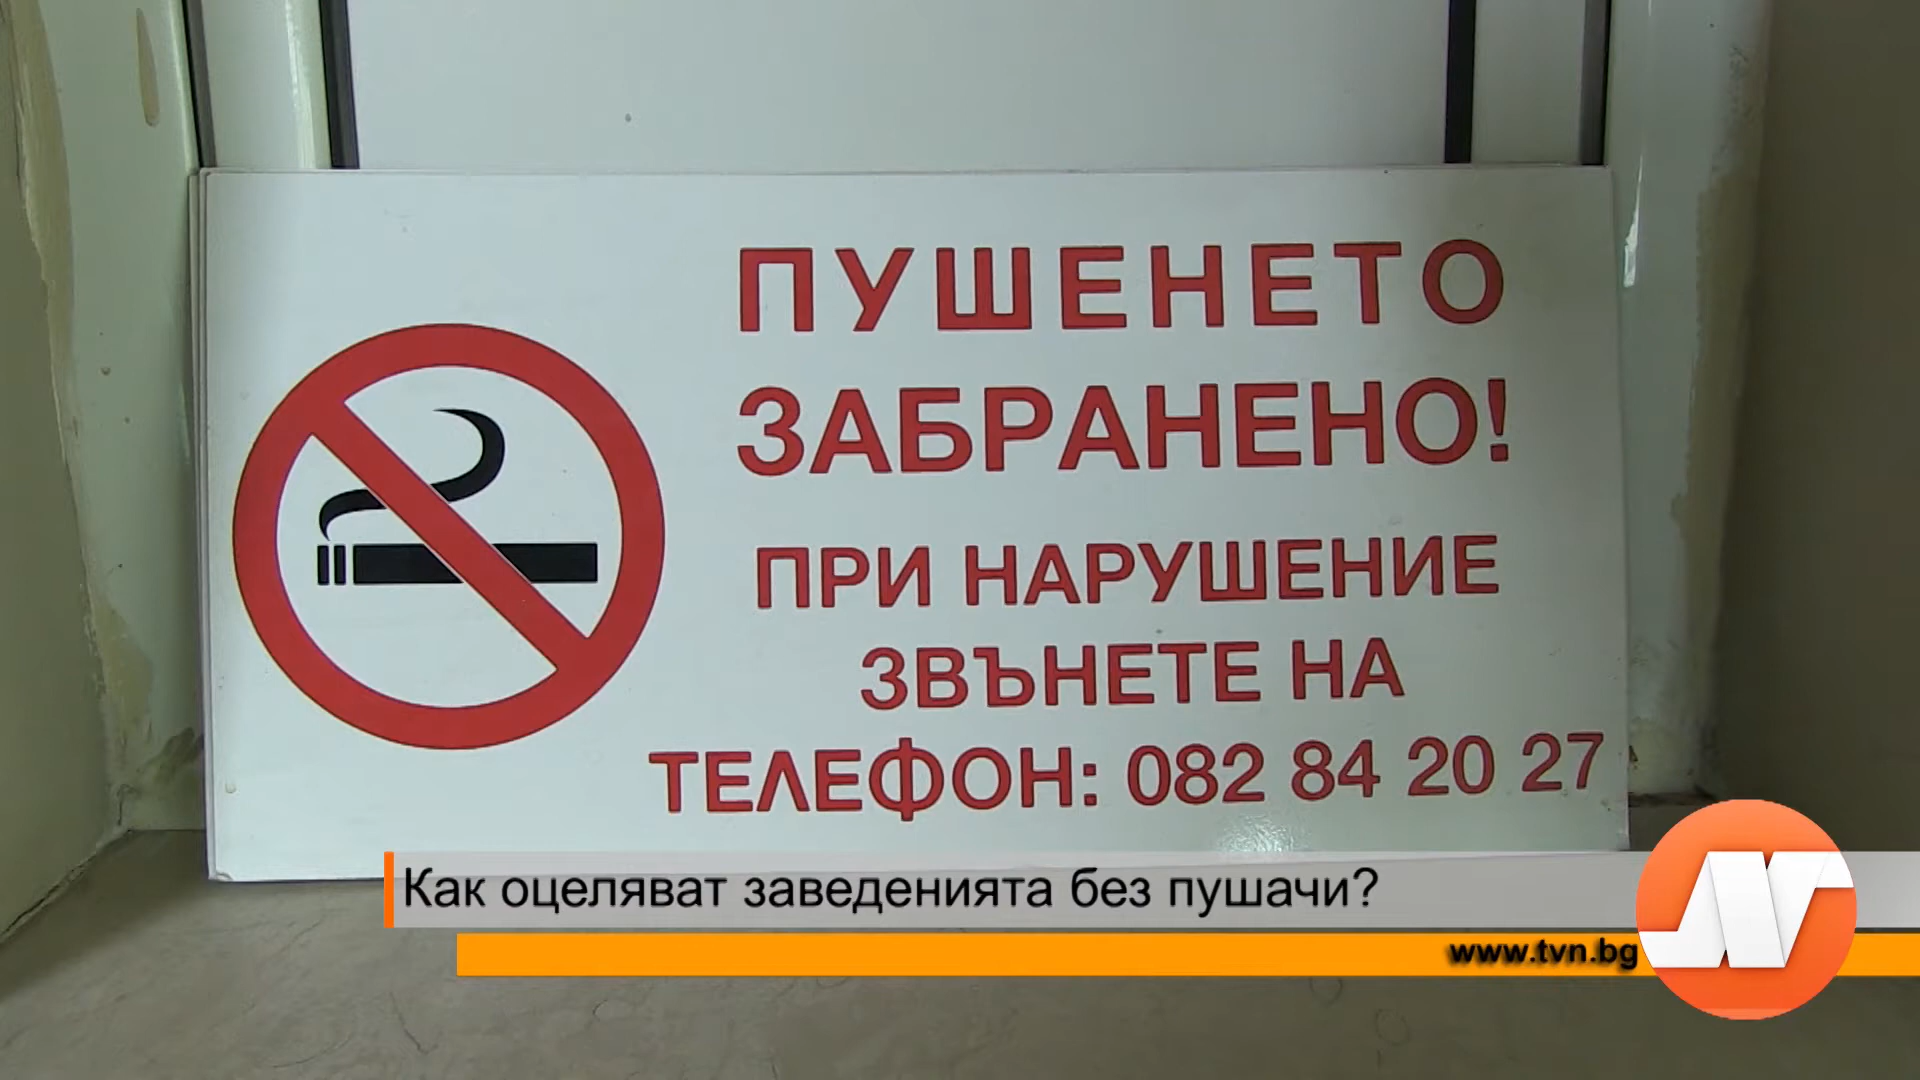 ПУШЕНЕТО
ЗАБРАНЕНО!
ПРИ НАРУШЕНИЕ
ЗВЪНЕТЕ НА
ТЕЛЕФОН: 082 84 20 27
Как оцеляват заведенията без пушачи?
www.tvn.bg